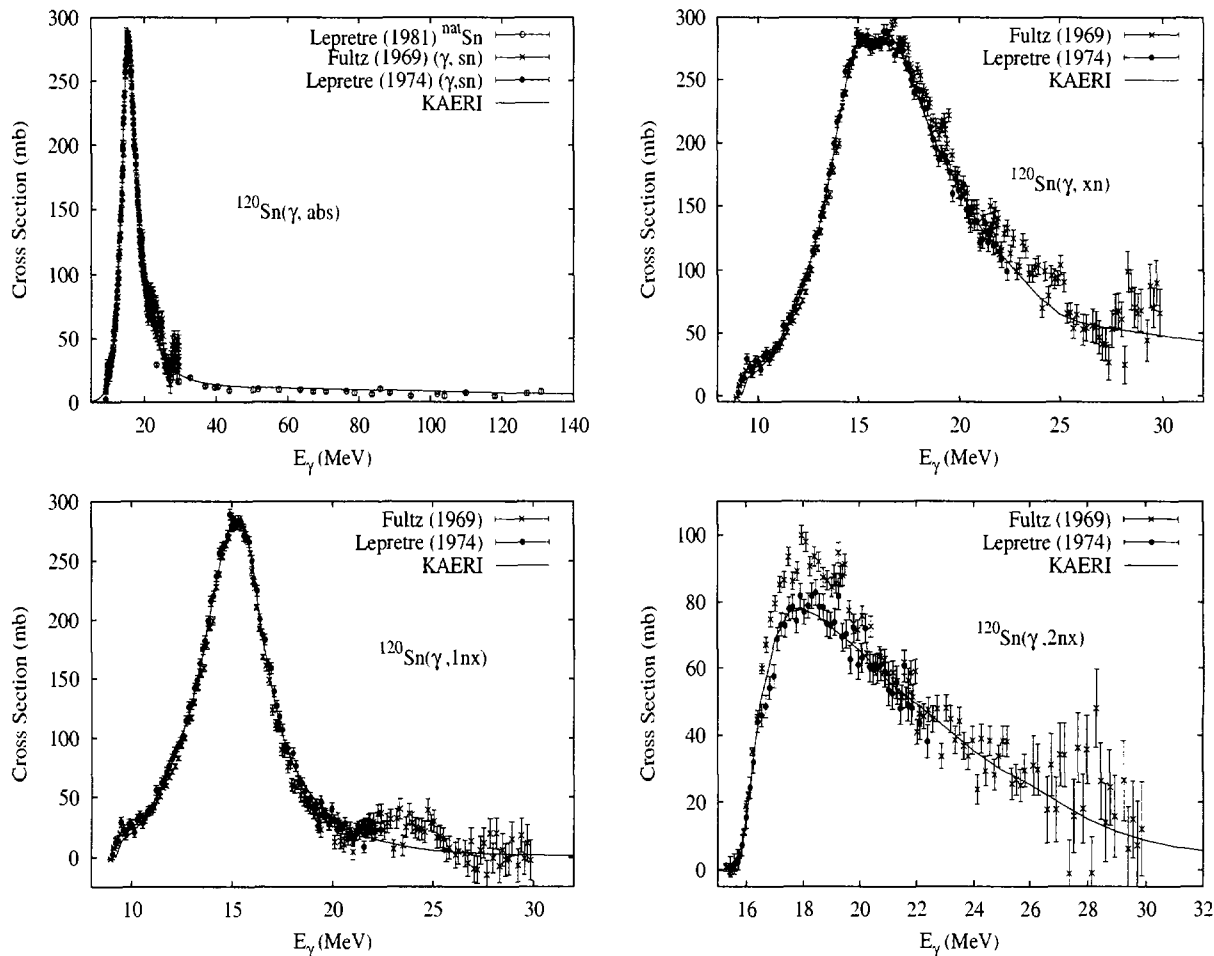 Cross Section (mb)
300
250
200
150
100
50
0
20 40 60 80 100 120 140
Eγ (MeV)
Lepretre (1981) ⁿᵃᵗSn
Fultz (1969) (γ, sn)
Lepretre (1974) (γ,sn)
KAERI
¹²⁰Sn(γ, abs)
Cross Section (mb)
300
250
200
150
100
50
0
10 15 20 25 30
Eγ (MeV)
Fultz (1969)
Lepretre (1974)
KAERI
¹²⁰Sn(γ, xn)
Cross Section (mb)
300
250
200
150
100
50
0
10 15 20 25 30
Eγ (MeV)
Fultz (1969)
Lepretre (1974)
KAERI
¹²⁰Sn(γ,1nx)
Cross Section (mb)
100
80
60
40
20
0
16 18 20 22 24 26 28 30 32
Eγ (MeV)
Fultz (1969)
Lepretre (1974)
KAERI
¹²⁰Sn(γ,2nx)